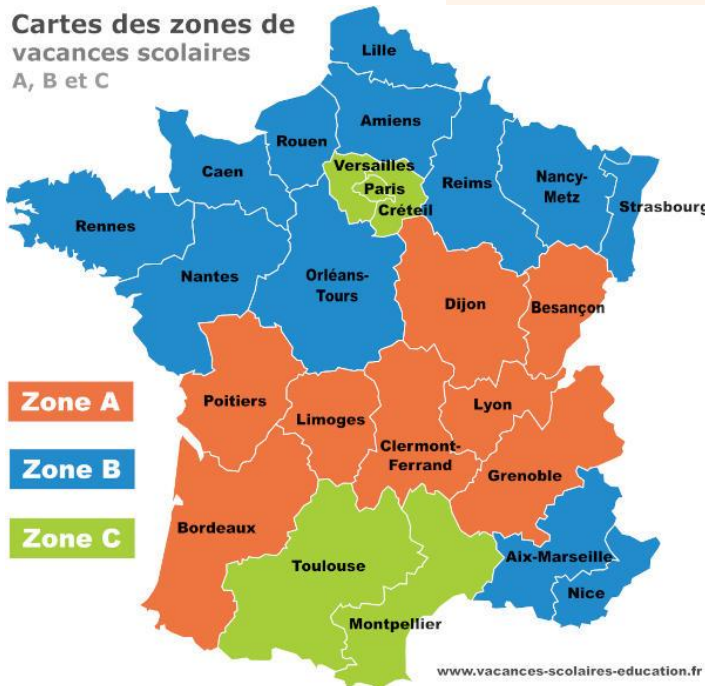 Cartes des zones de
vacances scolaires
A, B et C
Lille
Amiens
Rouen
Caen
Versailles
Paris
Créteil
Reims
Nancy-
Metz
Strasbourg
Rennes
Nantes
Orléans-
Tours
Dijon
Besançon
Zone A
Poitiers
Limoges
Lyon
Clermont-
Ferrand
Grenoble
Zone B
Bordeaux
Zone C
Toulouse
Aix-Marseille
Nice
Montpellier
www.vacances-scolaires-education.fr